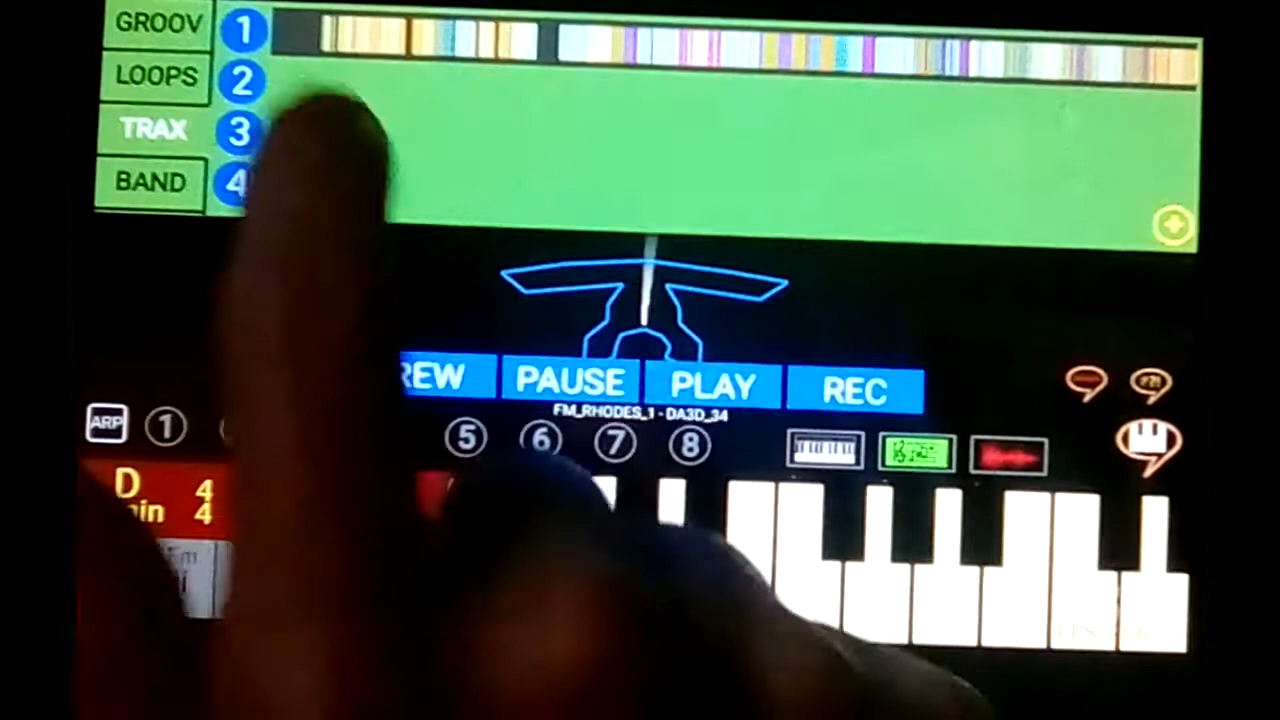 GROOV 1
LOOPS 2
TRAX 3
BAND 4
REW PAUSE PLAY REC
FM_RHODES_1 - DA3D_34
ARP 1 5 6 7 8
D 4
4